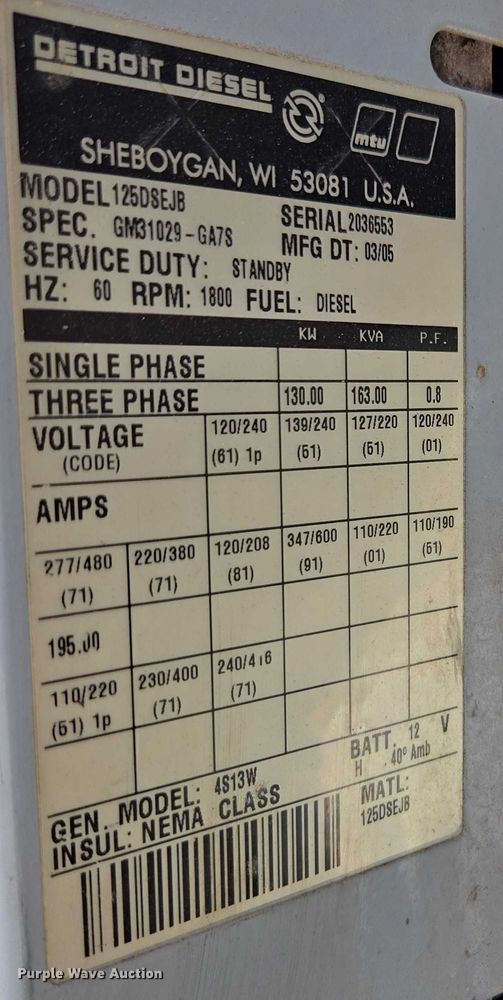 DETROIT DIESEL
mtu
SHEBOYGAN, WI 53081 U.S.A.
MODEL 125DSEJB SERIAL 2036553
SPEC. GM31029-GA7S MFG DT: 03/05
SERVICE DUTY: STANDBY
HZ: 60 RPM: 1800 FUEL: DIESEL
KW KVA P.F.
SINGLE PHASE
THREE PHASE 130.00 163.00 0.8
VOLTAGE 120/240 139/240 127/220 120/240
(CODE) (61) 1p (51) (51) (01)
AMPS
277/480 220/380 120/208 347/600 110/220 110/190
(71) (71) (81) (91) (01) (51)
195.00
110/220 230/400 240/416
(51) 1p (71) (71)
BATT. 12 V
GEN. MODEL: 4S13W H 40° Amb
INSUL: NEMA CLASS MATL:
125DSEJB
Purple Wave Auction